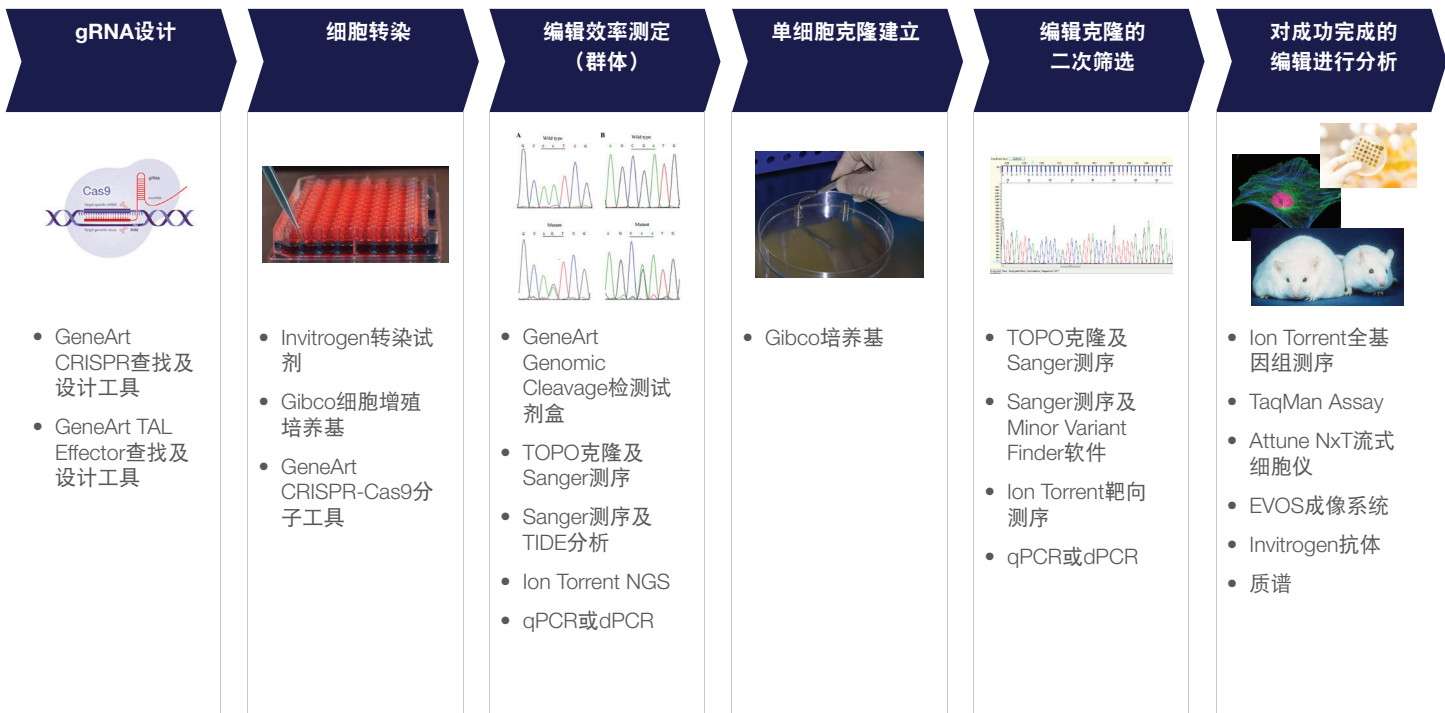 gRNA设计
细胞转染
编辑效率测定
（群体）
单细胞克隆建立
编辑克隆的
二次筛选
对成功完成的
编辑进行分析
gRNA
Cas9
A
Wild type
G C A A T C G
B
Wild type
A G C G A T G
Mutant
G C A G T C G
Mutant
A G C A A T G
• GeneArt
CRISPR查找及
设计工具
• GeneArt TAL
Effector查找及
设计工具
• Invitrogen转染试
剂
• Gibco细胞增殖
培养基
• GeneArt
CRISPR-Cas9分
子工具
• GeneArt
Genomic
Cleavage检测试
剂盒
• TOPO克隆及
Sanger测序
• Sanger测序及
TIDE分析
• Ion Torrent NGS
• qPCR或dPCR
• Gibco培养基
• TOPO克隆及
Sanger测序
• Sanger测序及
Minor Variant
Finder软件
• Ion Torrent靶向
测序
• qPCR或dPCR
• Ion Torrent全基
因组测序
• TaqMan Assay
• Attune NxT流式
细胞仪
• EVOS成像系统
• Invitrogen抗体
• 质谱